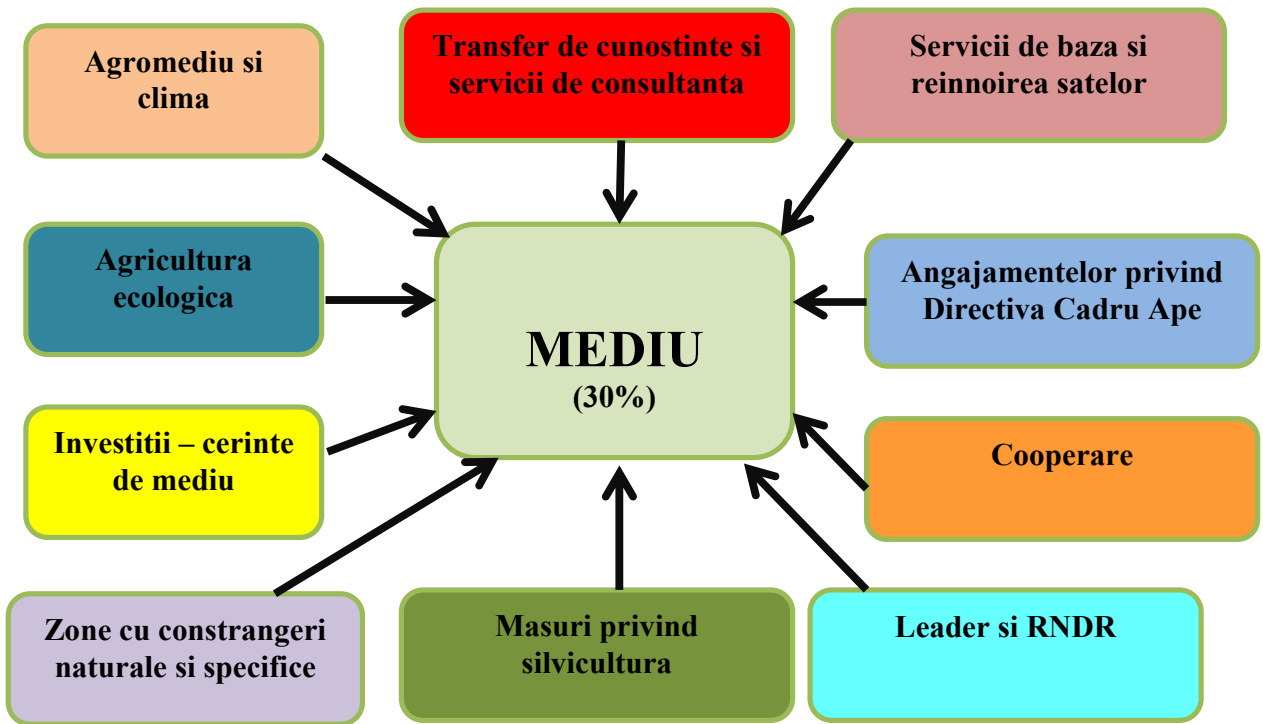 Agromediu si
clima
Transfer de cunostinte si
servicii de consultanta
Servicii de baza si
reinnoirea satelor
Agricultura
ecologica
MEDIU
(30%)
Angajamentelor privind
Directiva Cadru Ape
Investitii – cerinte
de mediu
Cooperare
Zone cu constrangeri
naturale si specifice
Masuri privind
silvicultura
Leader si RNDR